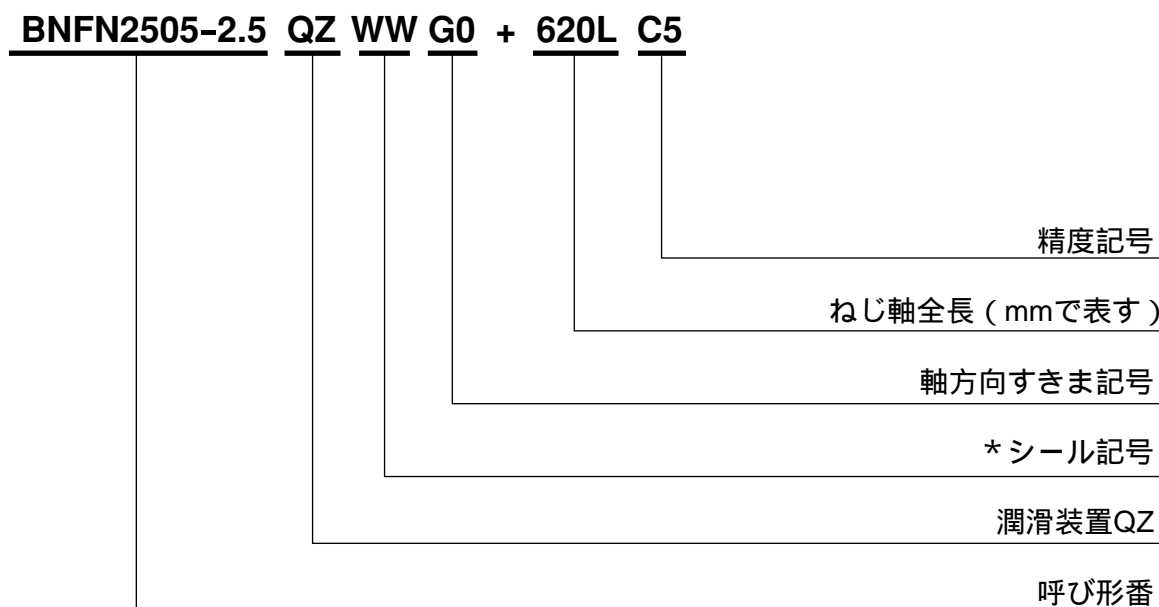 BNFN2505-2.5 QZ WW G0 + 620L C5
精度記号
ねじ軸全長(mmで表す)
軸方向すきま記号
*シール記号
潤滑装置QZ
呼び形番